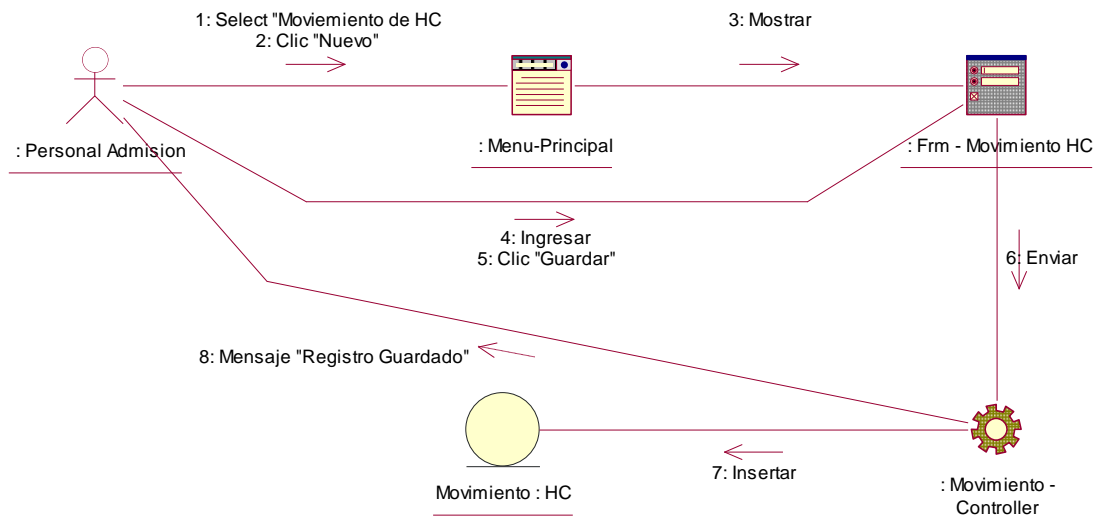 1: Select "Moviemiento de HC
2: Clic "Nuevo"
3: Mostrar
: Personal Admision
: Menu-Principal
: Frm - Movimiento HC
4: Ingresar
5: Clic "Guardar"
6: Enviar
8: Mensaje "Registro Guardado"
7: Insertar
Movimiento : HC
: Movimiento -
Controller